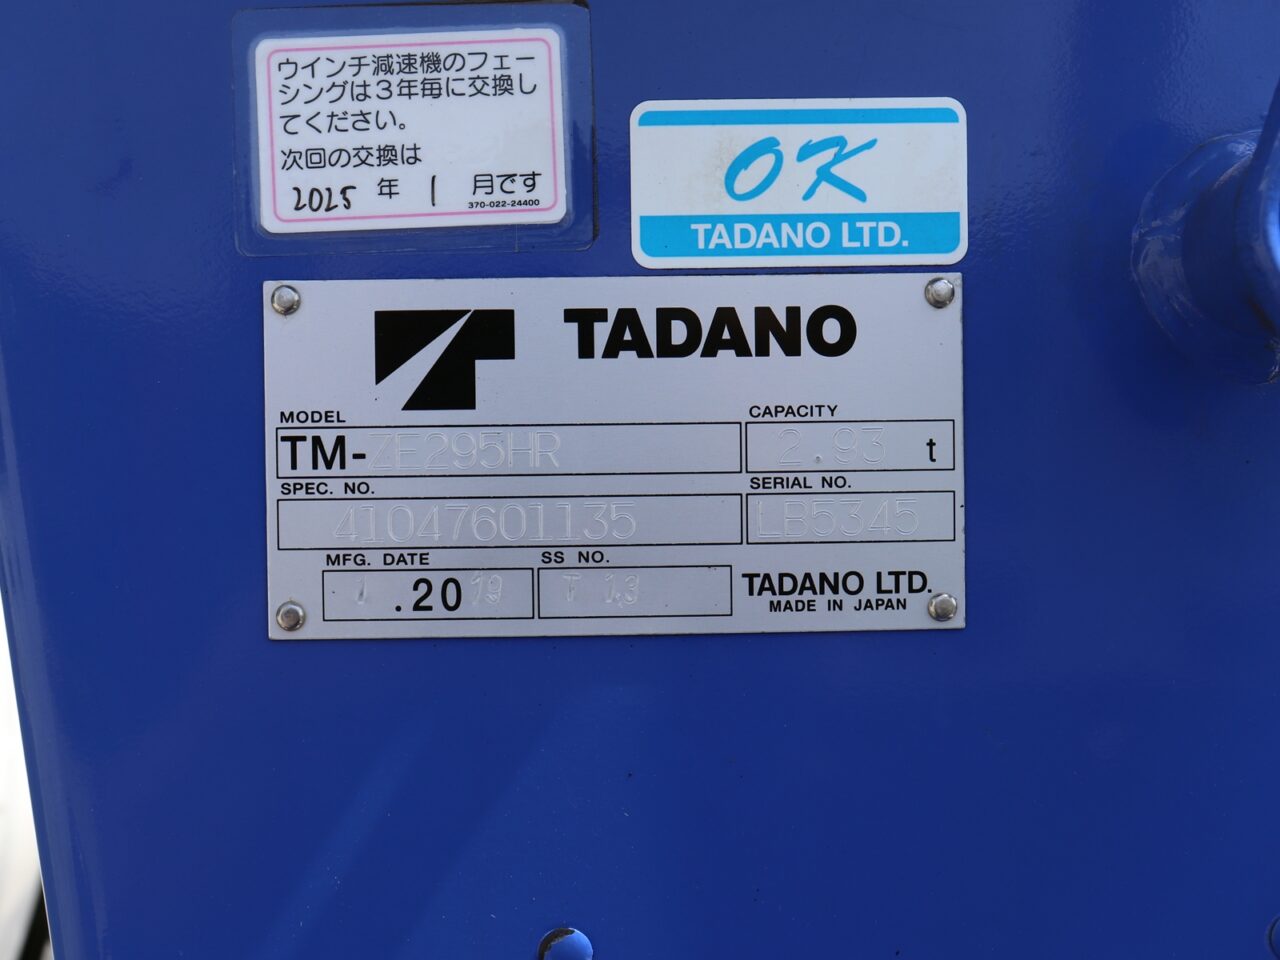 ウインチ減速機のフェー
シングは３年毎に交換し
てください。
次回の交換は
2025 年 1 月です
370-022-24400
OK
TADANO LTD.
TADANO
MODEL
TM-ZE295HR
CAPACITY
2.93 t
SPEC. NO.
41047601135
SERIAL NO.
LB5345
MFG. DATE
1 .2019
SS NO.
T 13
TADANO LTD.
MADE IN JAPAN